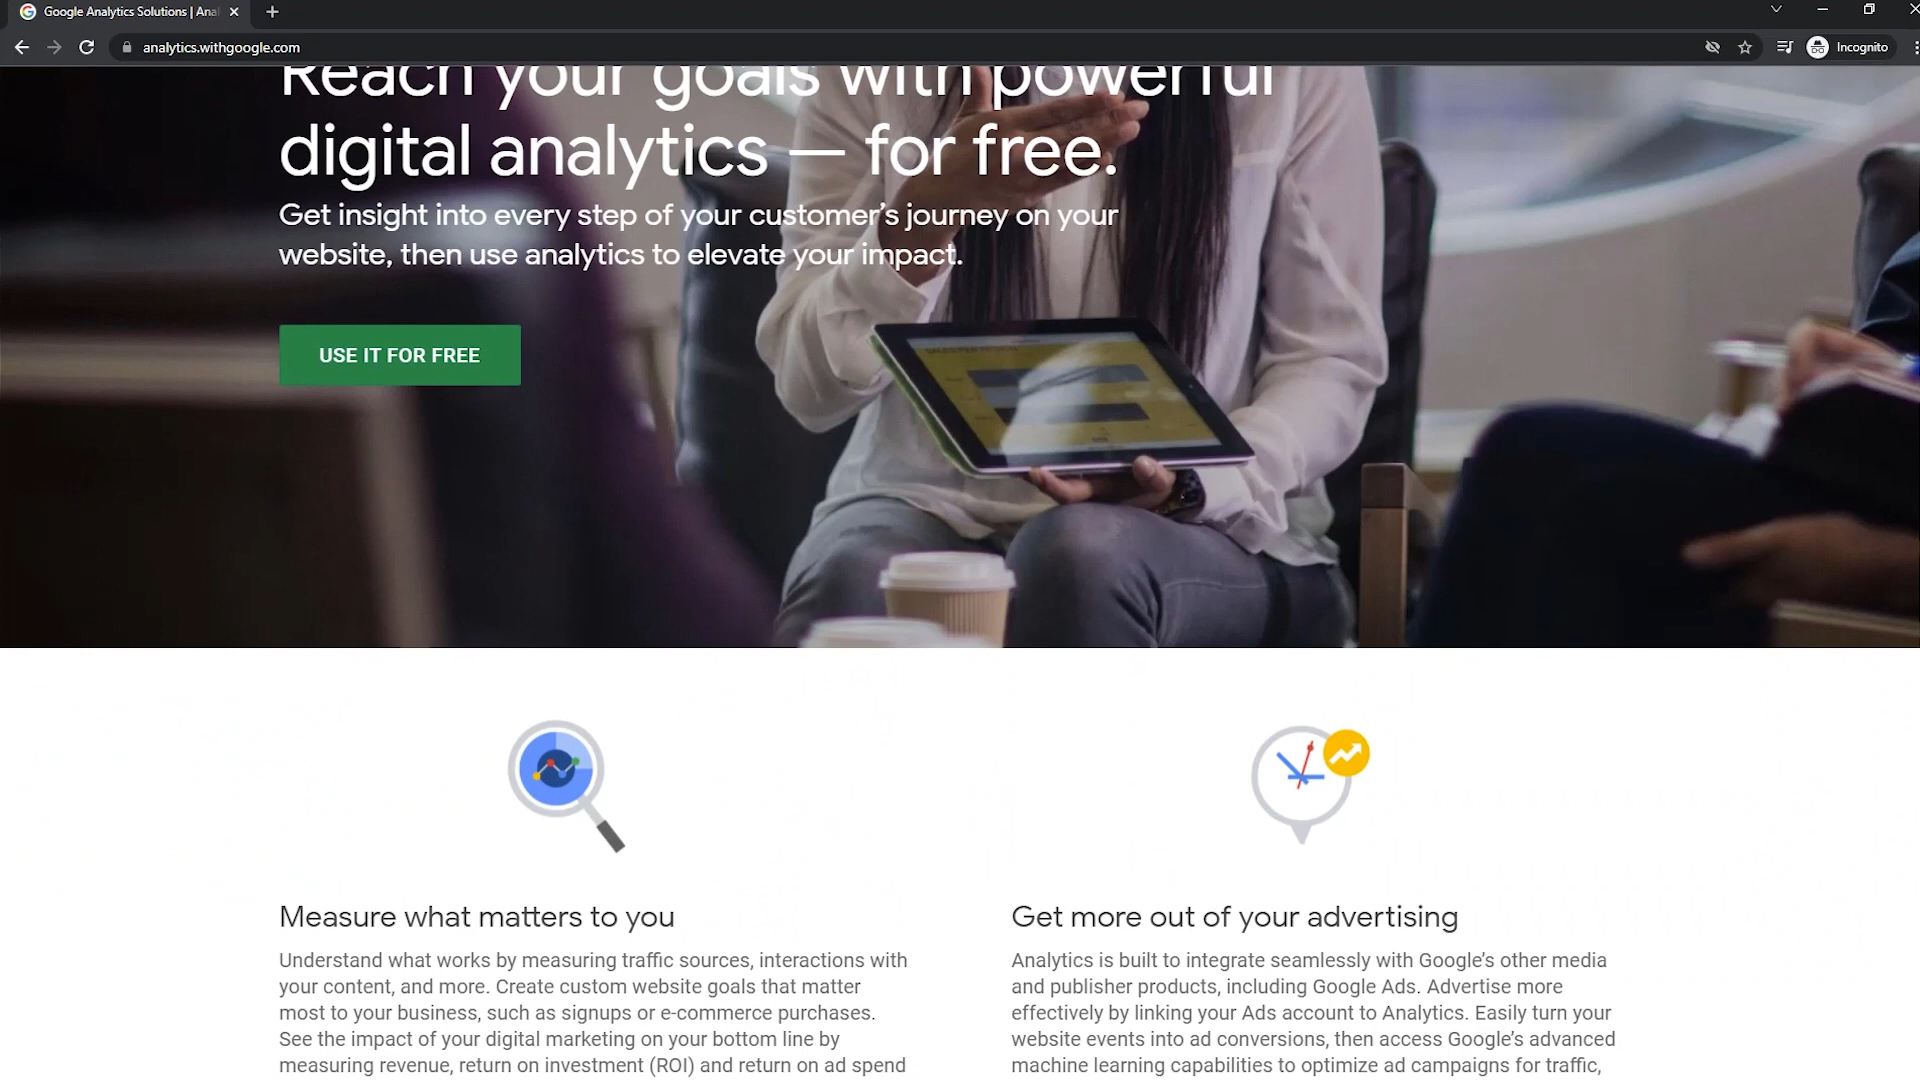 Google Analytics Solutions | Ana
analytics.withgoogle.com
Incognito
Reach your goals with powerful
digital analytics — for free.
Get insight into every step of your customer’s journey on your
website, then use analytics to elevate your impact.
USE IT FOR FREE
Measure what matters to you
Understand what works by measuring traffic sources, interactions with
your content, and more. Create custom website goals that matter
most to your business, such as signups or e-commerce purchases.
See the impact of your digital marketing on your bottom line by
measuring revenue, return on investment (ROI) and return on ad spend
Get more out of your advertising
Analytics is built to integrate seamlessly with Google’s other media
and publisher products, including Google Ads. Advertise more
effectively by linking your Ads account to Analytics. Easily turn your
website events into ad conversions, then access Google’s advanced
machine learning capabilities to optimize ad campaigns for traffic,